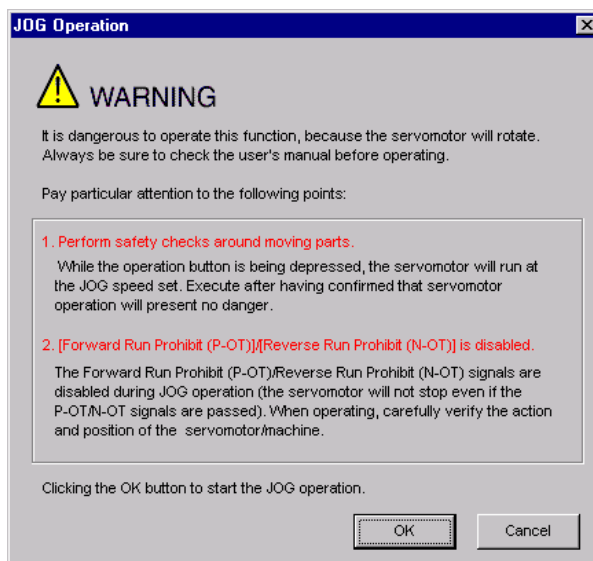 JOG Operation
WARNING
It is dangerous to operate this function, because the servomotor will rotate.
Always be sure to check the user's manual before operating.
Pay particular attention to the following points:
1. Perform safety checks around moving parts.
While the operation button is being depressed, the servomotor will run at
the JOG speed set. Execute after having confirmed that servomotor
operation will present no danger.
2. [Forward Run Prohibit (P-OT)]/[Reverse Run Prohibit (N-OT)] is disabled.
The Forward Run Prohibit (P-OT)/Reverse Run Prohibit (N-OT) signals are
disabled during JOG operation (the servomotor will not stop even if the
P-OT/N-OT signals are passed). When operating, carefully verify the action
and position of the servomotor/machine.
Clicking the OK button to start the JOG operation.
OK
Cancel